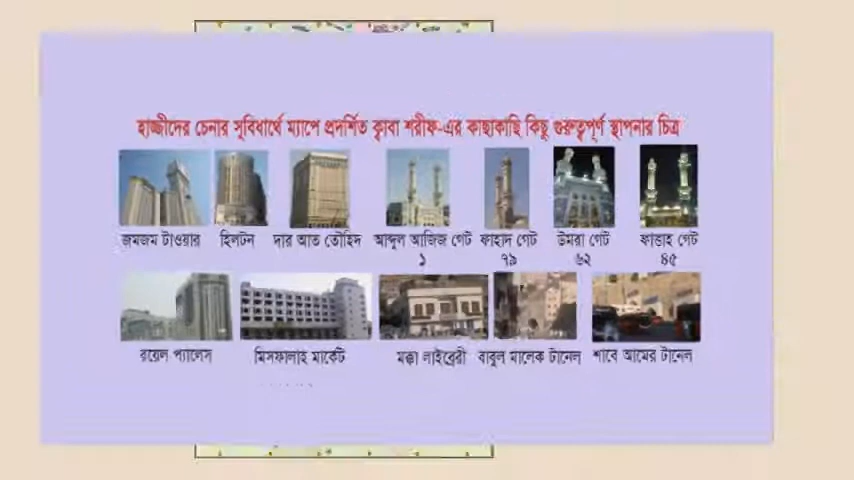 হাজ্জীদের চেনার সুবিধার্থে ম্যাপে প্রদর্শিত ক্বাবা শরীফ-এর কাছাকাছি কিছু গুরুত্বপূর্ণ স্থাপনার চিত্র
জমজম টাওয়ার হিলটন দার আত তৌহিদ আব্দুল আজিজ গেট ফাহাদ গেট উমরা গেট ফাত্তাহ গেট
১ ৭৯ ৬২ ৪৫
রয়েল প্যালেস মিসফালাহ মার্কেট মক্কা লাইব্রেরী বাবুল মালেক টানেল শাবে আমের টানেল